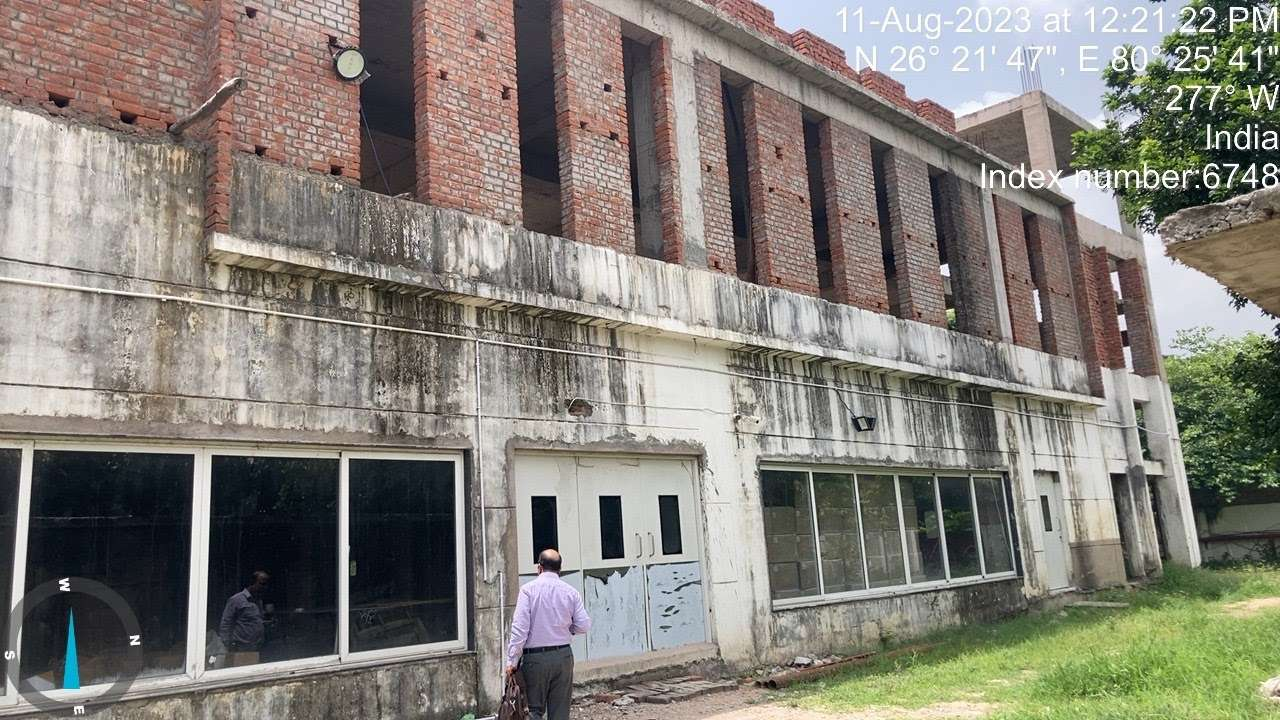 11-Aug-2023 at 12:21:22 PM
N 26° 21' 47", E 80° 25' 41"
277° W
India
Index number:6748
W
N
S
E